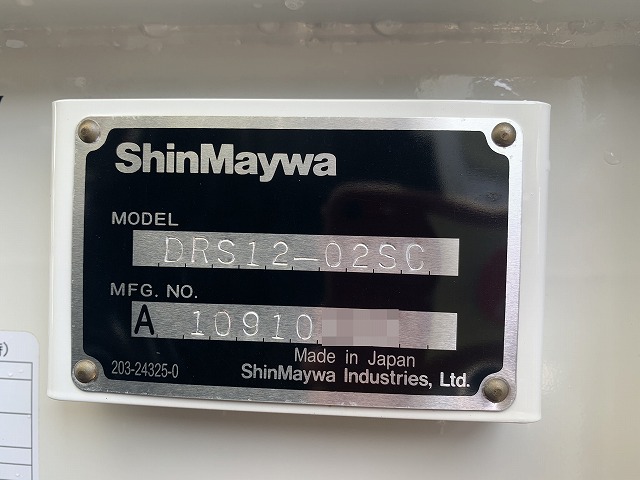 ShinMaywa
MODEL
DRS12-02SC
MFG. NO.
A 10910
Made in Japan
203-24325-0
ShinMaywa Industries, Ltd.